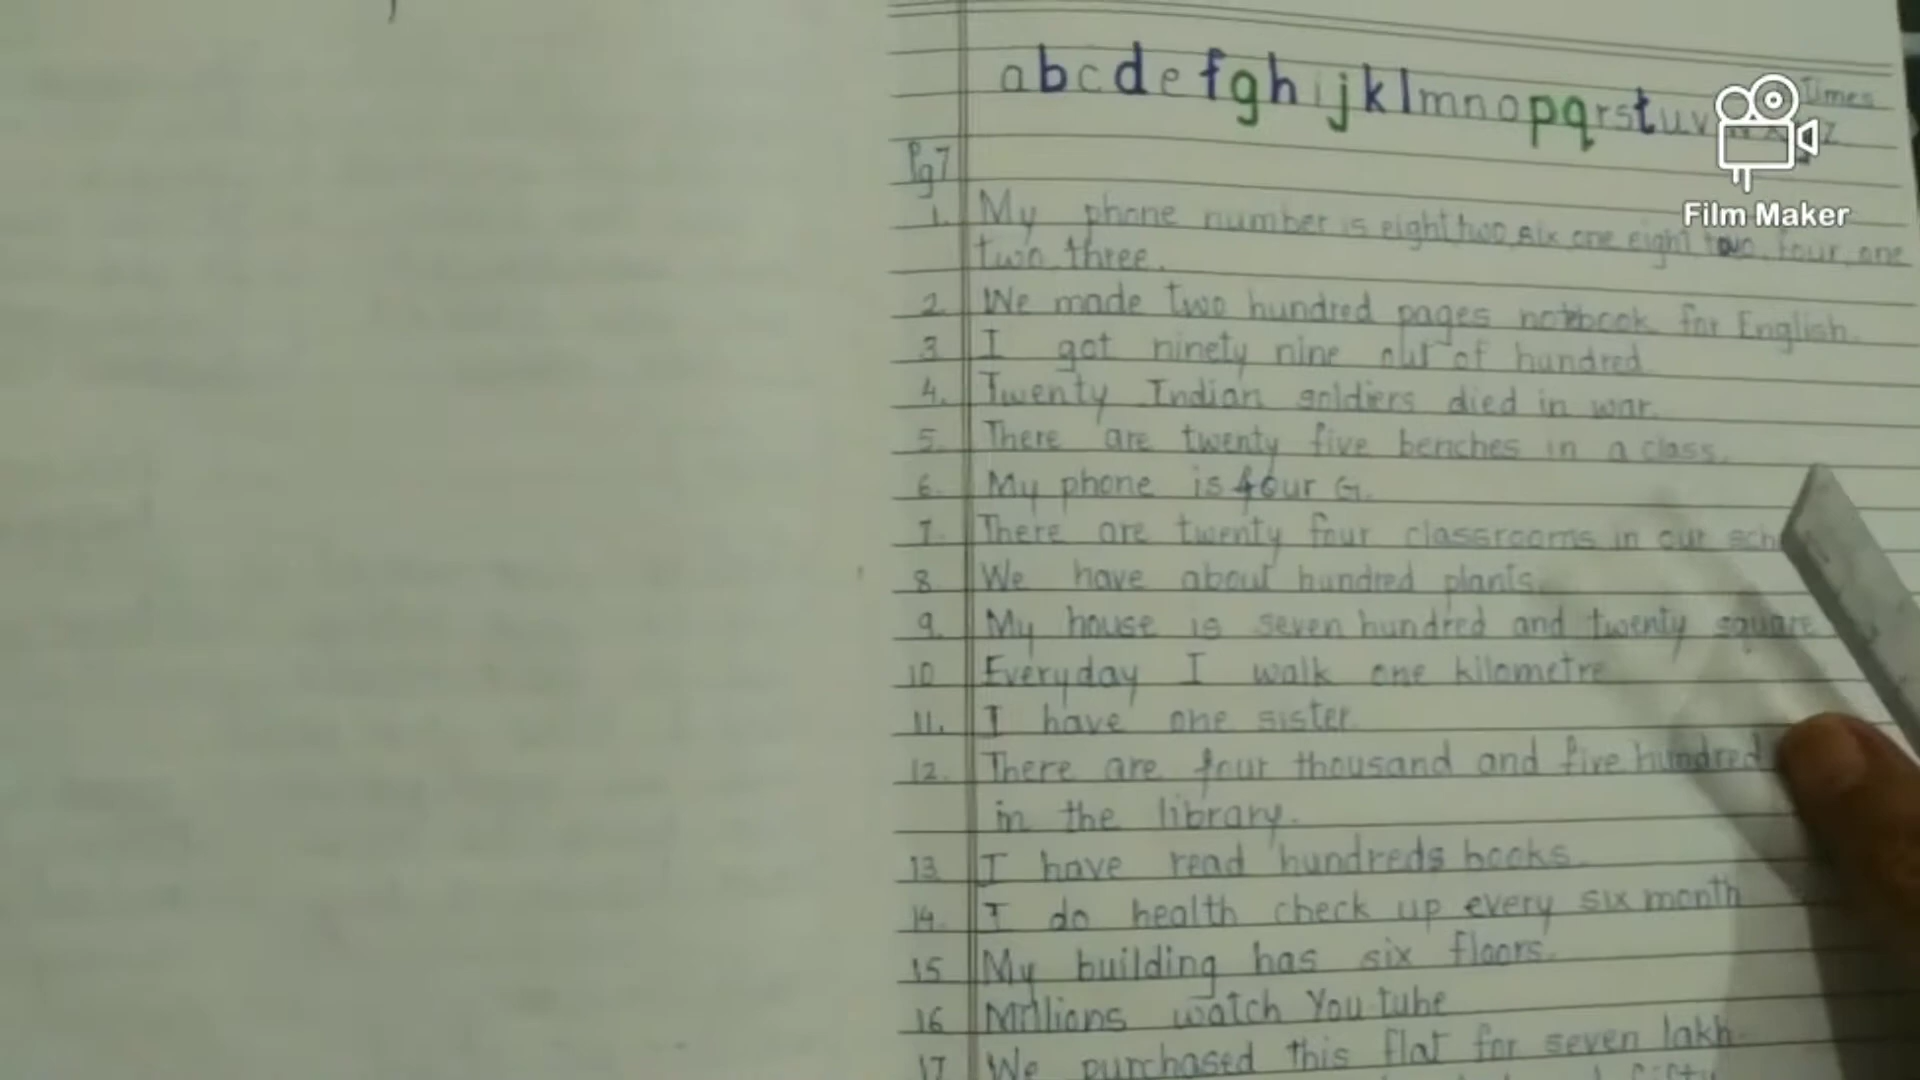 Times
abcdefghijklmnopqrstuv z
Film Maker
Pg7
1. My phone number is eight two six one eight two four one
two three.
2. We made two hundred pages notebook for English.
3. I got ninety nine out of hundred
4. Twenty Indian soldiers died in war.
5. There are twenty five benches in a class.
6. My phone is four G.
7. There are twenty four classrooms in our sch
8. We have about hundred plants.
9. My house is seven hundred and twenty square
10 Everyday I walk one kilometre
11. I have one sister.
12. There are four thousand and five hundred
in the library.
13. I have read hundreds books.
14. I do health check up every six month
15 My building has six floors.
16 Millions watch You tube
17 We purchased this flat for seven lakh